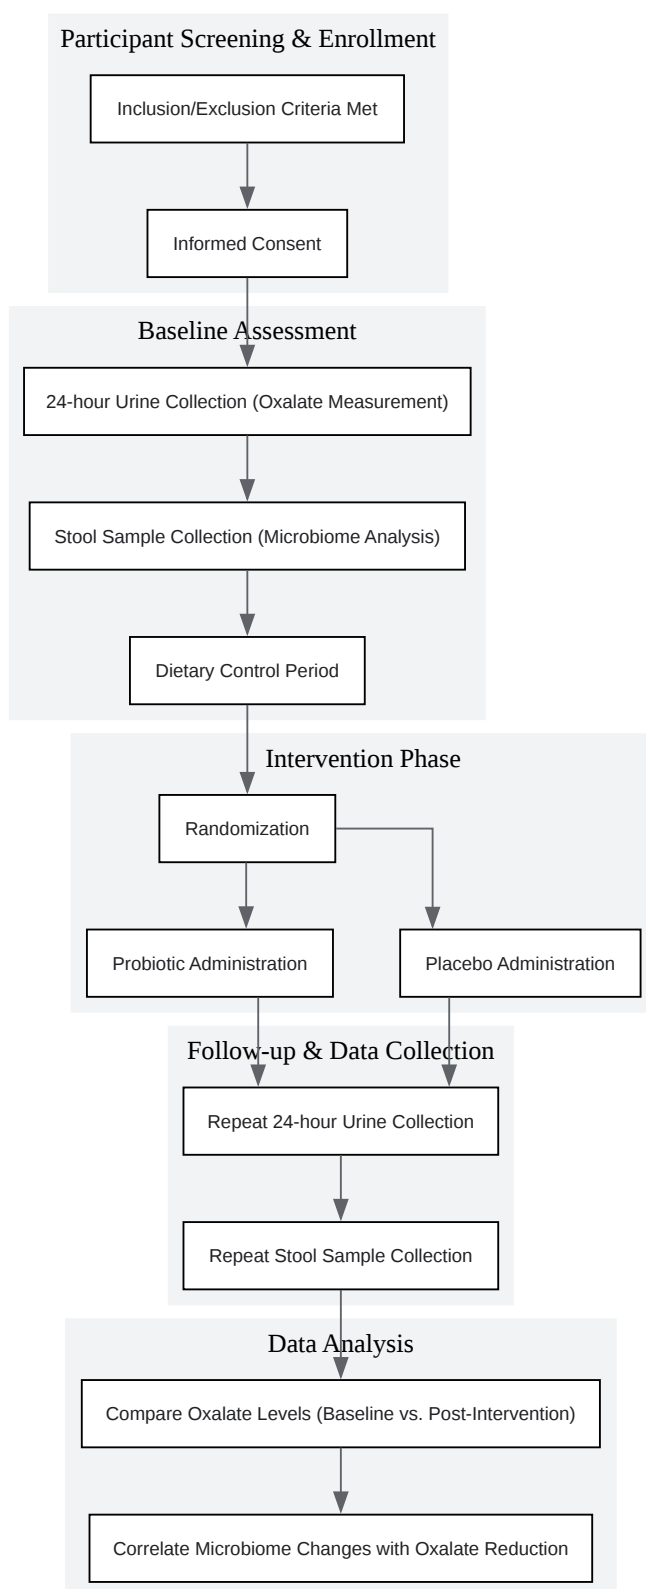 Participant Screening & Enrollment
Inclusion/Exclusion Criteria Met
Informed Consent
Baseline Assessment
24-hour Urine Collection (Oxalate Measurement)
Stool Sample Collection (Microbiome Analysis)
Dietary Control Period
Intervention Phase
Randomization
Probiotic Administration
Placebo Administration
Follow-up & Data Collection
Repeat 24-hour Urine Collection
Repeat Stool Sample Collection
Data Analysis
Compare Oxalate Levels (Baseline vs. Post-Intervention)
Correlate Microbiome Changes with Oxalate Reduction